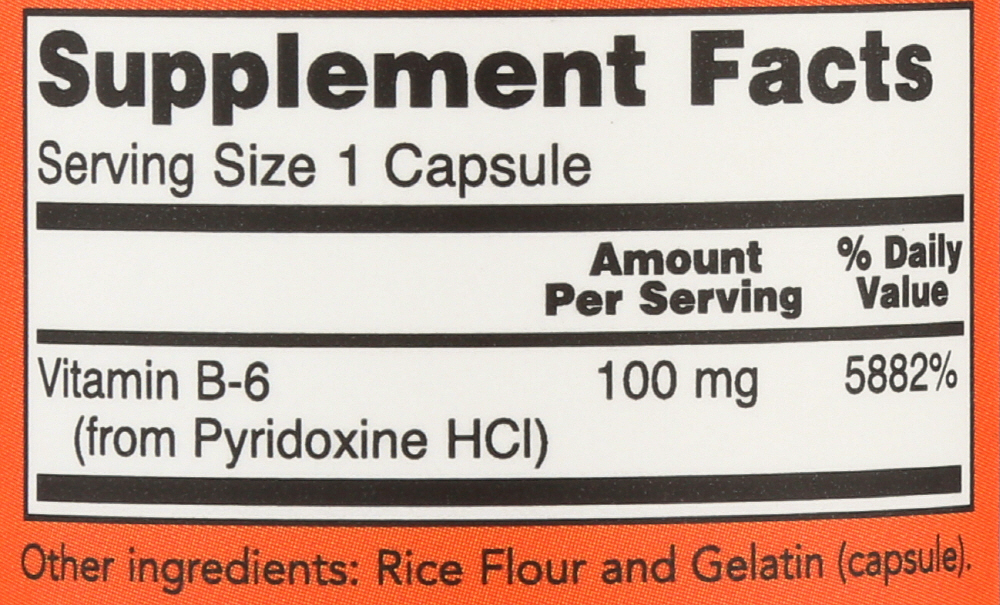 Supplement Facts
Serving Size 1 Capsule
Amount Per Serving
% Daily Value
Vitamin B-6 100 mg 5882%
(from Pyridoxine HCl)
Other ingredients: Rice Flour and Gelatin (capsule).